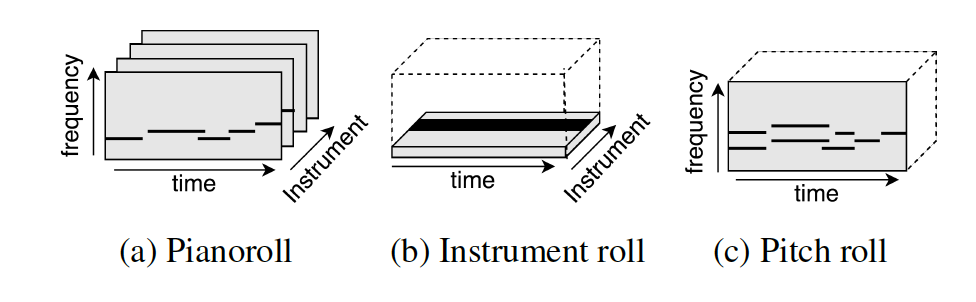 frequency
time
Instrument
(a) Pianoroll
time
Instrument
(b) Instrument roll
frequency
time
(c) Pitch roll